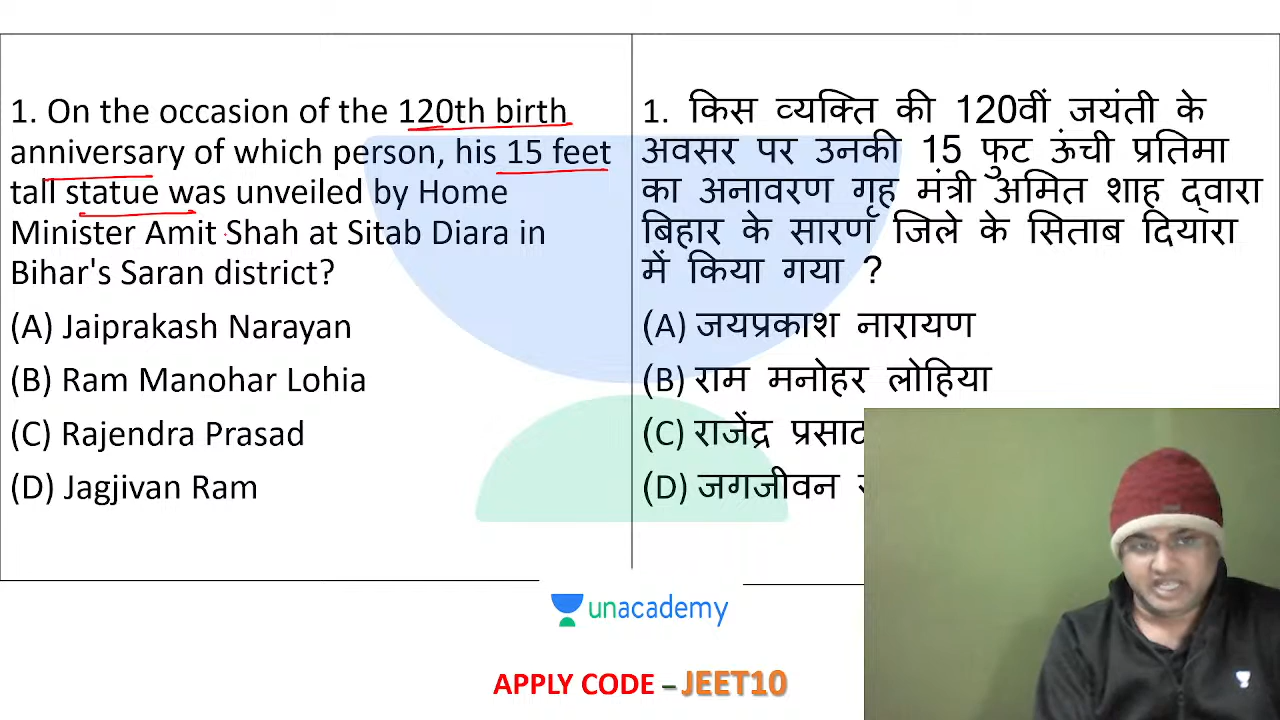 1. On the occasion of the 120th birth
anniversary of which person, his 15 feet
tall statue was unveiled by Home
Minister Amit Shah at Sitab Diara in
Bihar's Saran district?
(A) Jaiprakash Narayan
(B) Ram Manohar Lohia
(C) Rajendra Prasad
(D) Jagjivan Ram
1. किस व्यक्ति की 120वीं जयंती के
अवसर पर उनकी 15 फुट ऊंची प्रतिमा
का अनावरण गृह मंत्री अमित शाह द्वारा
बिहार के सारण जिले के सिताब दियारा
में किया गया ?
(A) जयप्रकाश नारायण
(B) राम मनोहर लोहिया
(C) राजेंद्र
(D) जगजीवन
unacademy
APPLY CODE – JEET10